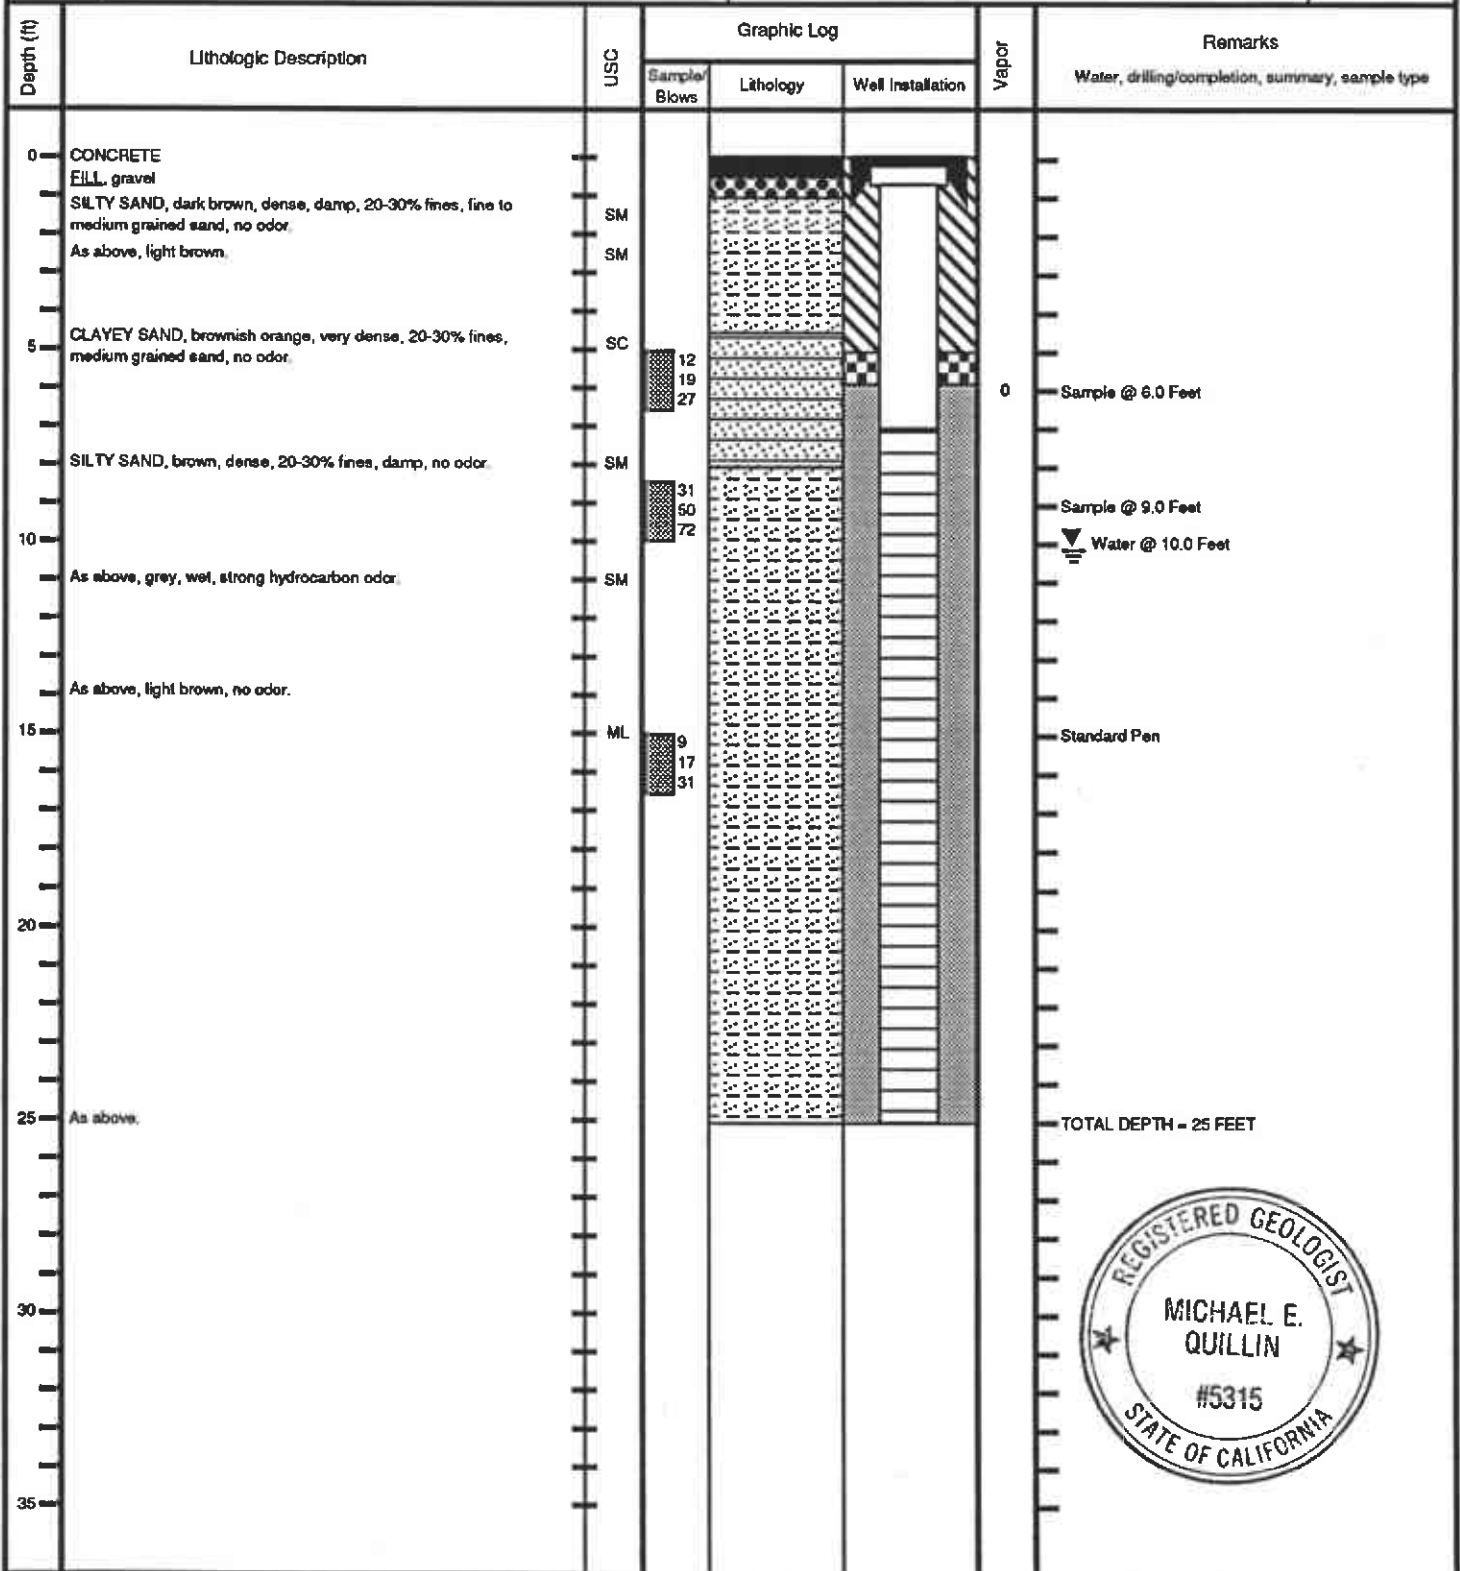 Depth (ft)
Lithologic Description
USC
Graphic Log
Sample/
Blows
Lithology
Well Installation
Vapor
Remarks
Water, drilling/completion, summary, sample type
0
CONCRETE
FILL, gravel
SILTY SAND, dark brown, dense, damp, 20-30% fines, fine to
medium grained sand, no odor.
SM
As above, light brown.
SM
5
CLAYEY SAND, brownish orange, very dense, 20-30% fines,
medium grained sand, no odor.
SC
12
19
27
0
Sample @ 6.0 Feet
SILTY SAND, brown, dense, 20-30% fines, damp, no odor.
SM
31
50
72
Sample @ 9.0 Feet
10
Water @ 10.0 Feet
As above, grey, wet, strong hydrocarbon odor.
SM
As above, light brown, no odor.
15
ML
9
17
31
Standard Pen
20
25
As above.
TOTAL DEPTH = 25 FEET
30
35
REGISTERED GEOLOGIST
MICHAEL E.
QUILLIN
#5315
STATE OF CALIFORNIA